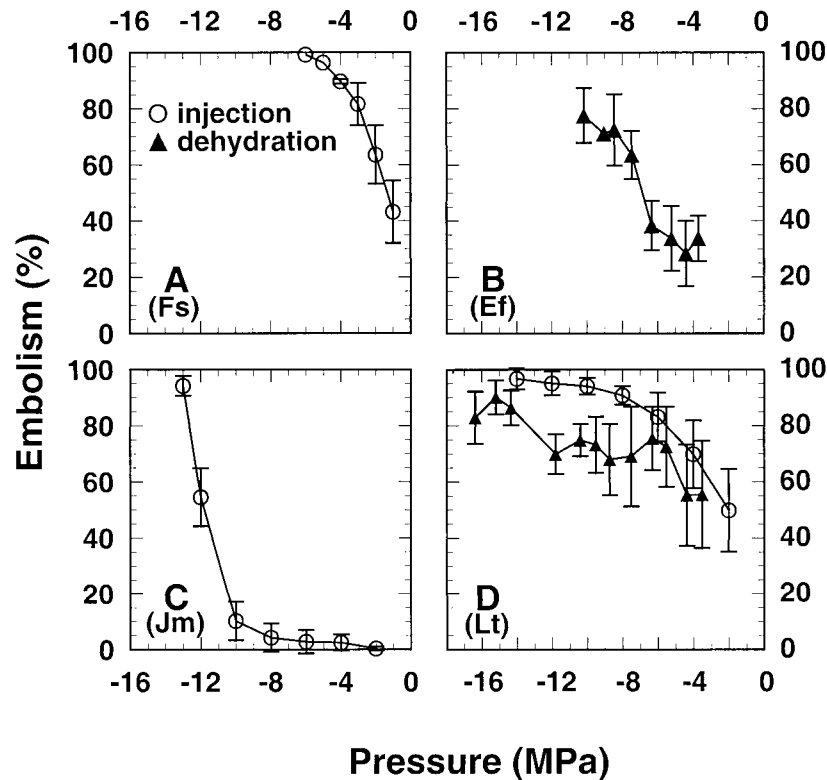 -16 -12 -8 -4 0 -16 -12 -8 -4 0
100 100
80 80
60 60
40 40
20 20
0 0
injection
dehydration
A
(Fs)
B
(Ef)
Embolism (%)
100 100
80 80
60 60
40 40
20 20
0 0
C
(Jm)
D
(Lt)
-16 -12 -8 -4 0 -16 -12 -8 -4 0
Pressure (MPa)